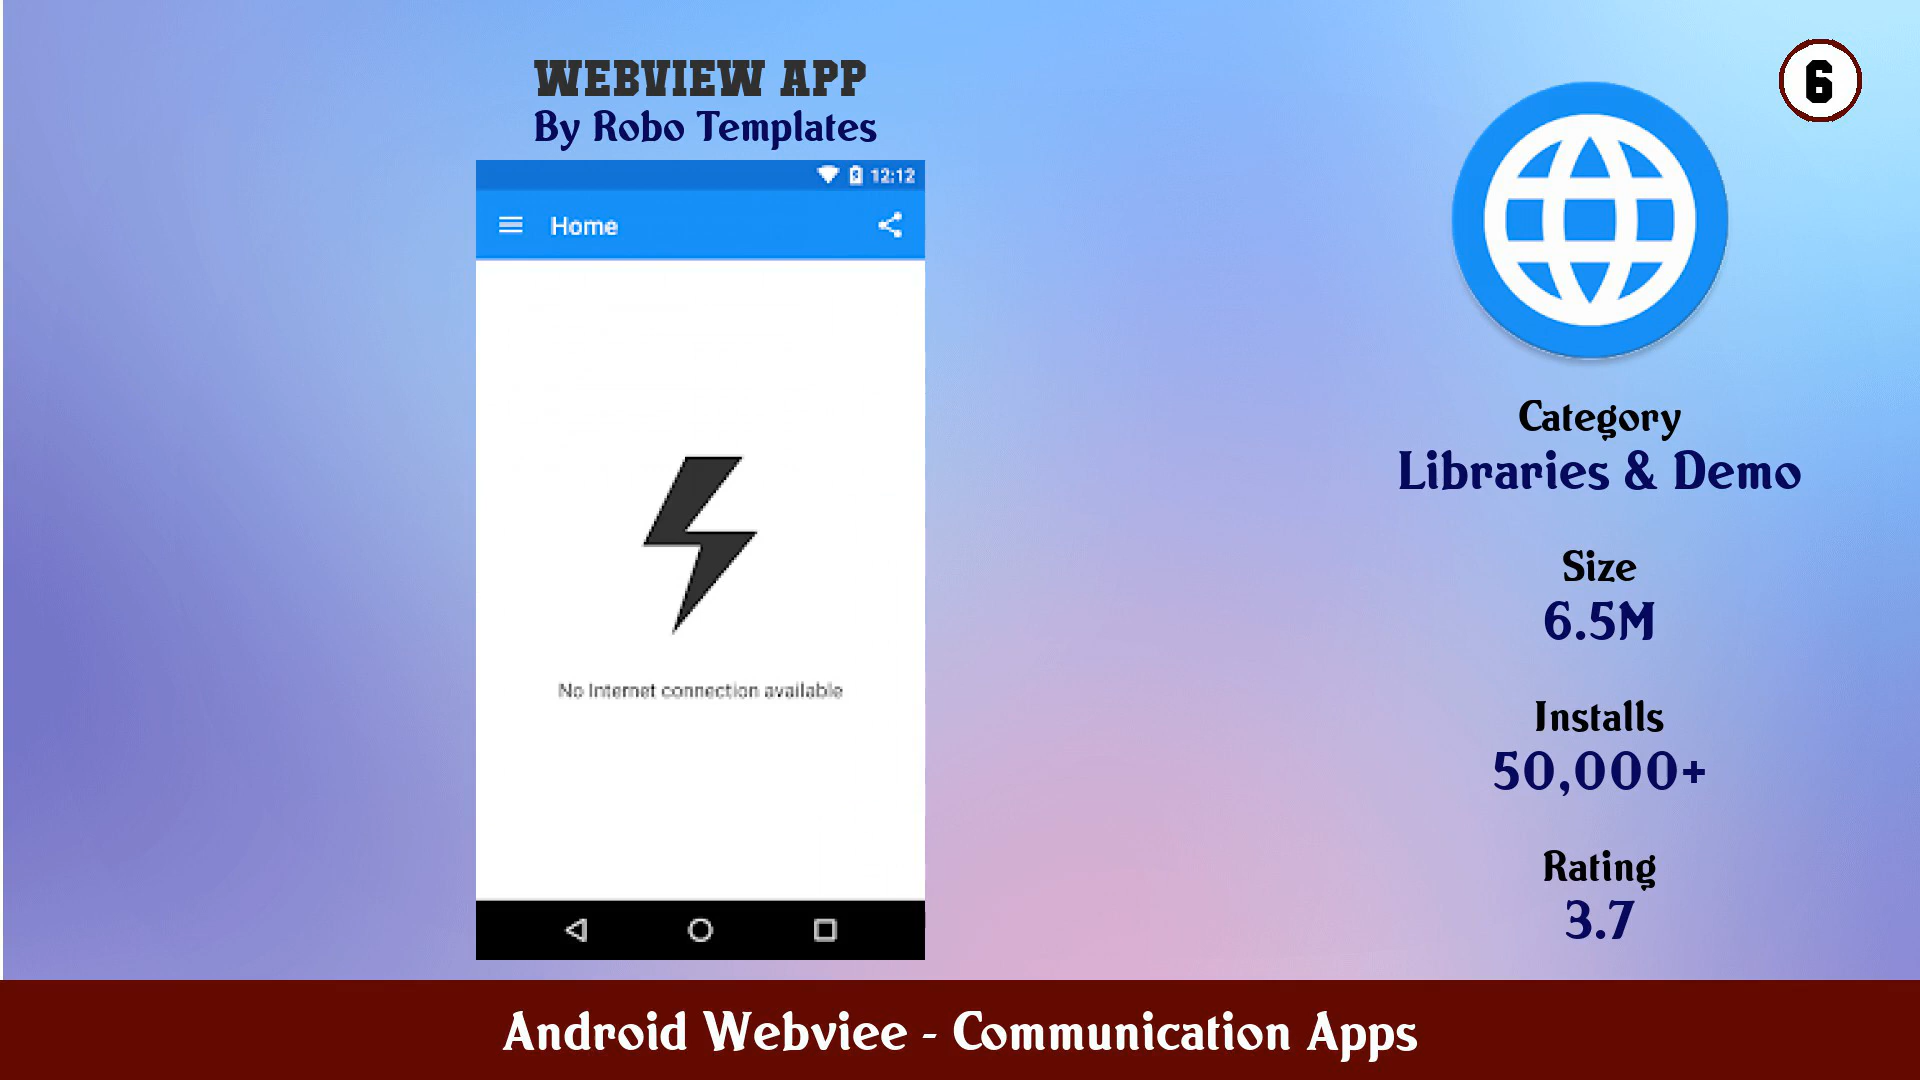 WEBVIEW APP
By Robo Templates
6
12:12
Home
No Internet connection available
Category
Libraries & Demo
Size
6.5M
Installs
50,000+
Rating
3.7
Android Webviee - Communication Apps